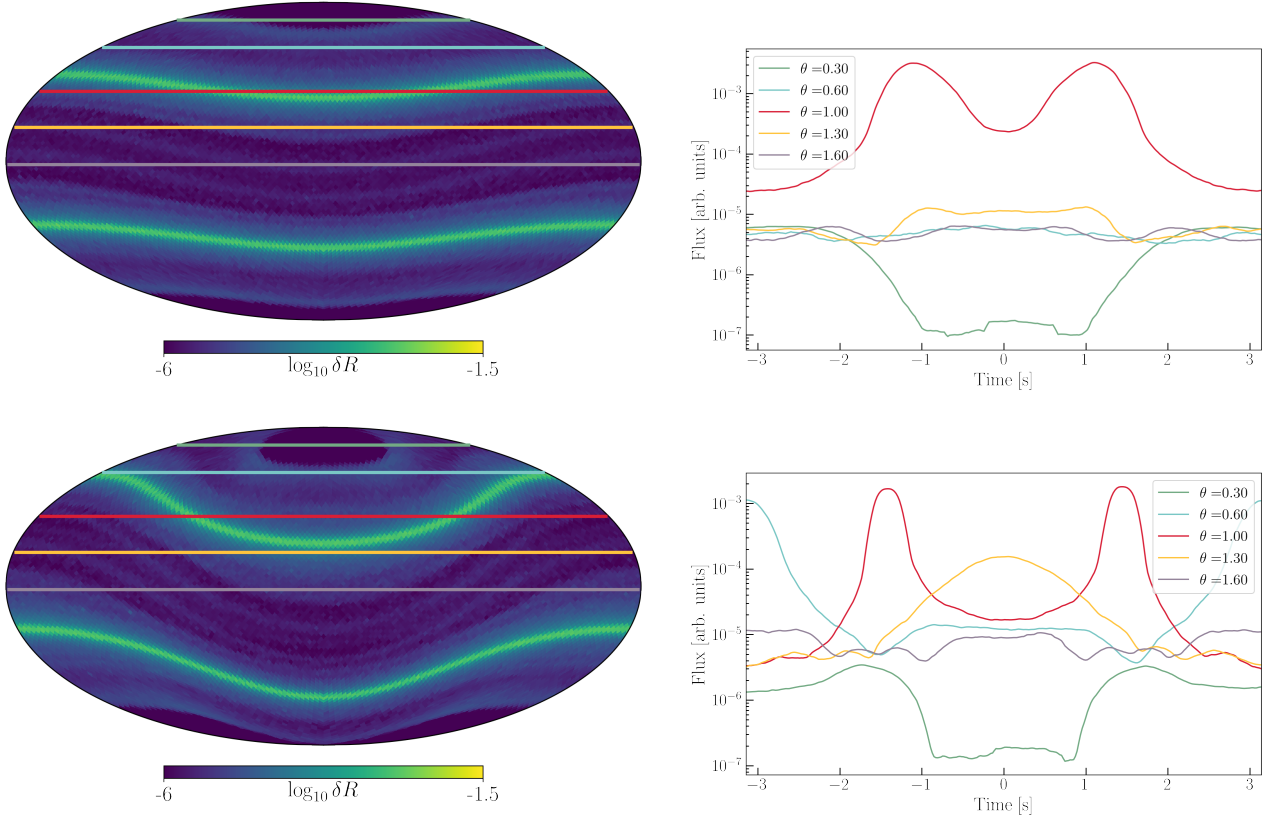 -6
log₁₀ δR
-1.5
10⁻³
10⁻⁴
10⁻⁵
10⁻⁶
10⁻⁷
Flux [arb. units]
θ =0.30
θ =0.60
θ =1.00
θ =1.30
θ =1.60
−3 −2 −1 0 1 2 3
Time [s]
-6
log₁₀ δR
-1.5
10⁻³
10⁻⁴
10⁻⁵
10⁻⁶
10⁻⁷
Flux [arb. units]
θ =0.30
θ =0.60
θ =1.00
θ =1.30
θ =1.60
−3 −2 −1 0 1 2 3
Time [s]